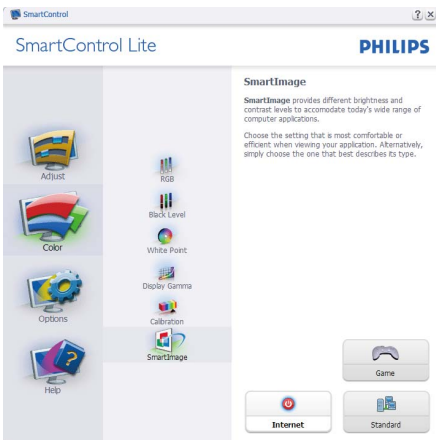 SmartControl
SmartControl Lite
PHILIPS
Adjust
Color
Options
Help
RGB
Black Level
White Point
Display Gamma
Calibration
SmartImage
SmartImage
SmartImage provides different brightness and
contrast levels to accomodate today's wide range of
computer applications.
Choose the setting that is most comfortable or
efficient when viewing your application. Alternatively,
simply choose the one that best describes its type.
Game
Internet
Standard